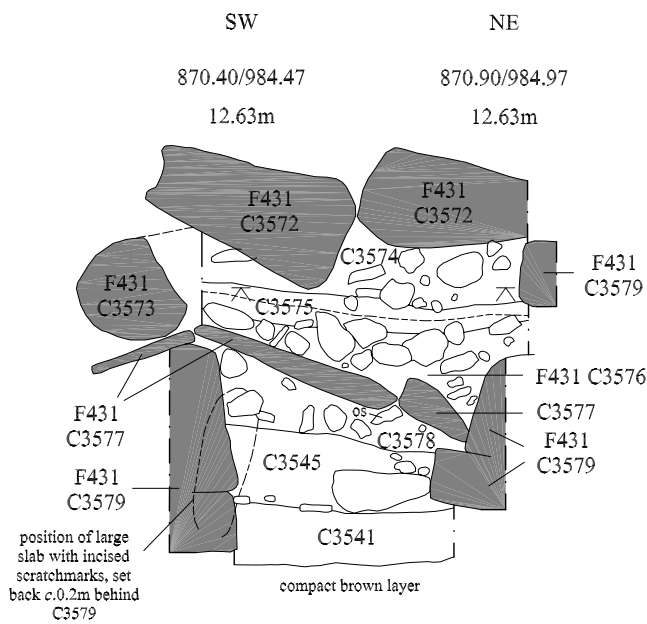 SW
NE
870.40/984.47
870.90/984.97
12.63m
12.63m
F431
C3572
F431
C3572
C3574
F431
C3579
F431
C3573
C3575
F431 C3576
F431
C3577
C3577
os
C3578
F431
C3579
C3545
F431
C3579
position of large
slab with incised
scratchmarks, set
back c.0.2m behind
C3579
C3541
compact brown layer